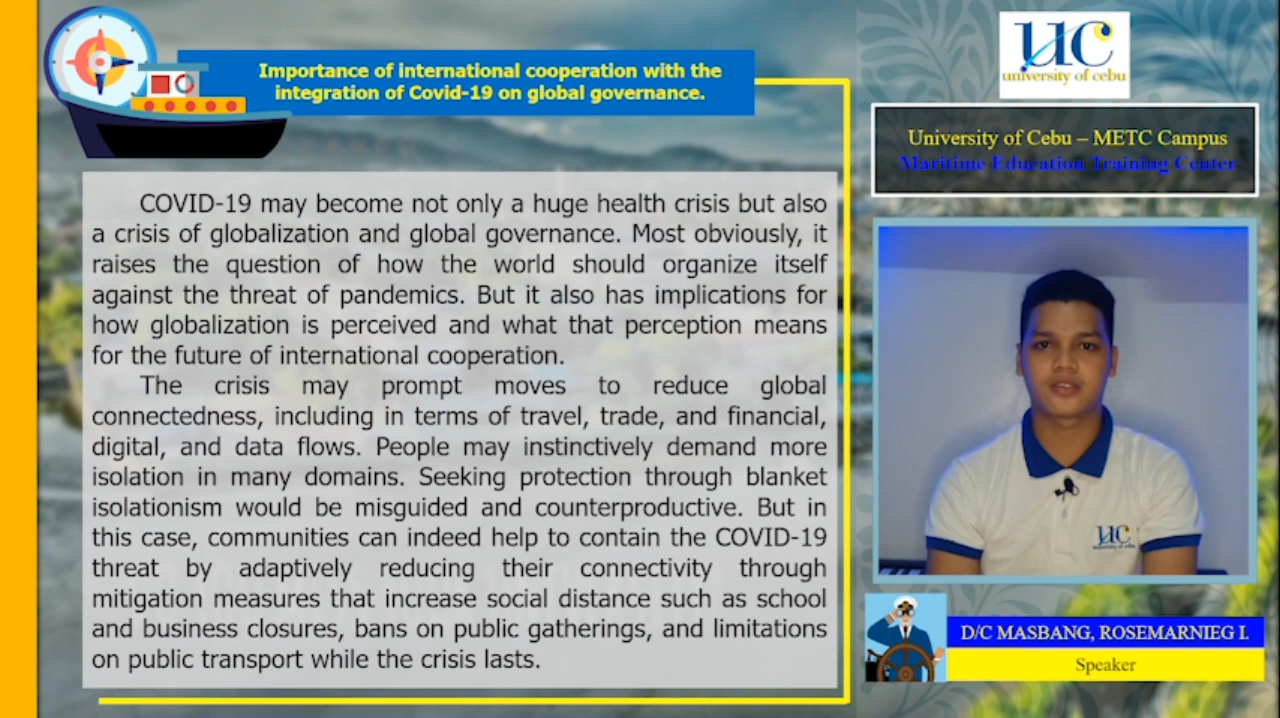 Importance of international cooperation with the
integration of Covid-19 on global governance.
COVID-19 may become not only a huge health crisis but also
a crisis of globalization and global governance. Most obviously, it
raises the question of how the world should organize itself
against the threat of pandemics. But it also has implications for
how globalization is perceived and what that perception means
for the future of international cooperation.
The crisis may prompt moves to reduce global
connectedness, including in terms of travel, trade, and financial,
digital, and data flows. People may instinctively demand more
isolation in many domains. Seeking protection through blanket
isolationism would be misguided and counterproductive. But in
this case, communities can indeed help to contain the COVID-19
threat by adaptively reducing their connectivity through
mitigation measures that increase social distance such as school
and business closures, bans on public gatherings, and limitations
on public transport while the crisis lasts.
UC
university of cebu
University of Cebu – METC Campus
Maritime Education Training Center
UC
university of cebu
D/C MASBANG, ROSEMARNIEG I.
Speaker